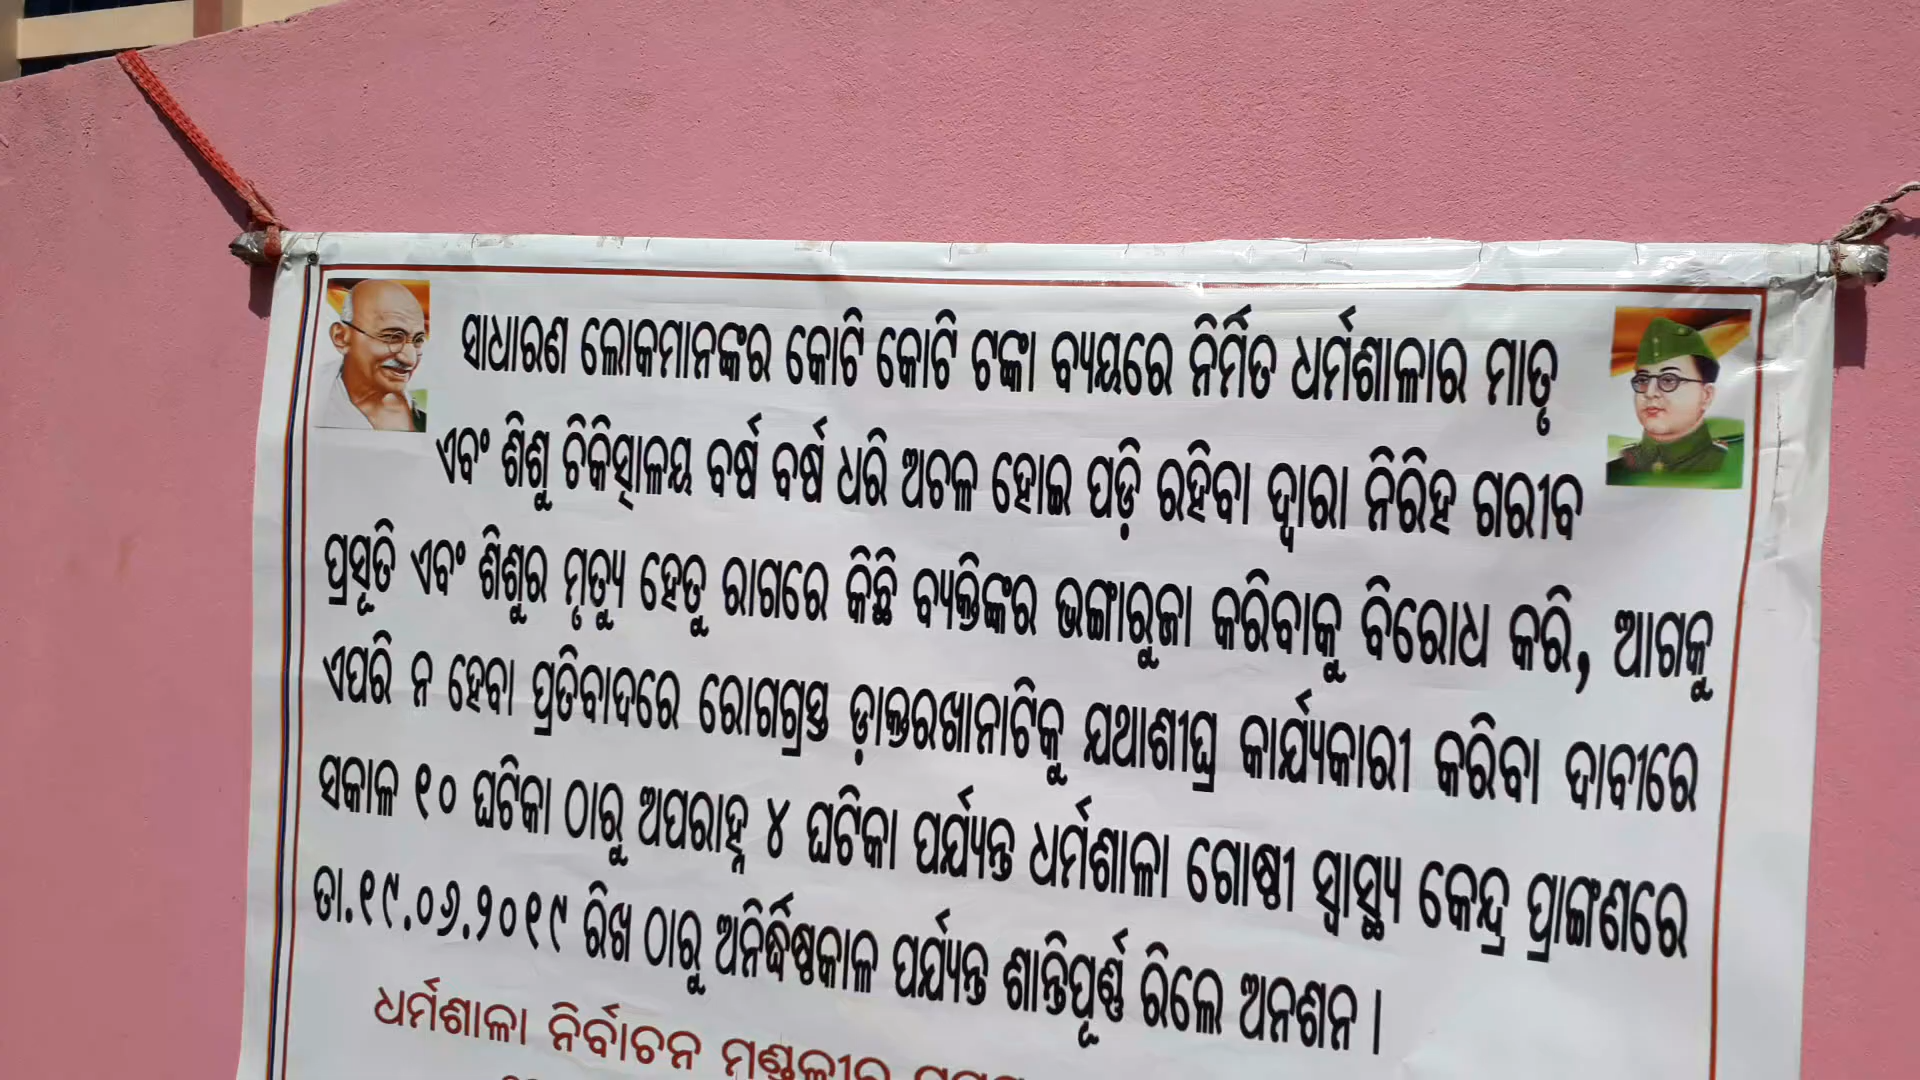 ସାଧାରଣ ଲୋକମାନଙ୍କର କୋଟି କୋଟି ଟଙ୍କା ବ୍ୟୟରେ ନିର୍ମିତ ଧର୍ମଶାଳାର ମାତୃ
ଏବଂ ଶିଶୁ ଚିକିତ୍ସାଳୟ ବର୍ଷ ବର୍ଷ ଧରି ଅଚଳ ହୋଇ ପଡ଼ି ରହିବା ଦ୍ୱାରା ନିରିହ ଗରୀବ
ପ୍ରସୂତି ଏବଂ ଶିଶୁର ମୃତ୍ୟୁ ହେତୁ ରାଗରେ କିଛି ବ୍ୟକ୍ତିଙ୍କର ଭଙ୍ଗାରୁଜା କରିବାକୁ ବିରୋଧ କରି, ଆଗକୁ
ଏପରି ନ ହେବା ପ୍ରତିବାଦରେ ରୋଗଗ୍ରସ୍ତ ଡ଼ାକ୍ତରଖାନାଟିକୁ ଯଥାଶୀଘ୍ର କାର୍ଯ୍ୟକାରୀ କରିବା ଦାବୀରେ
ସକାଳ ୧୦ ଘଟିକା ଠାରୁ ଅପରାହ୍ନ ୪ ଘଟିକା ପର୍ଯ୍ୟନ୍ତ ଧର୍ମଶାଳା ଗୋଷ୍ଠୀ ସ୍ୱାସ୍ଥ୍ୟ କେନ୍ଦ୍ର ପ୍ରାଙ୍ଗଣରେ
ତା.୧୯.୦୬.୨୦୧୯ ରିଖ ଠାରୁ ଅନିର୍ଦ୍ଧିଷ୍ଠକାଳ ପର୍ଯ୍ୟନ୍ତ ଶାନ୍ତିପୂର୍ଣ୍ଣ ରିଲେ ଅନଶନ ।
ଧର୍ମଶାଳା ନିର୍ବାଚନ ମଣ୍ଡଳୀର